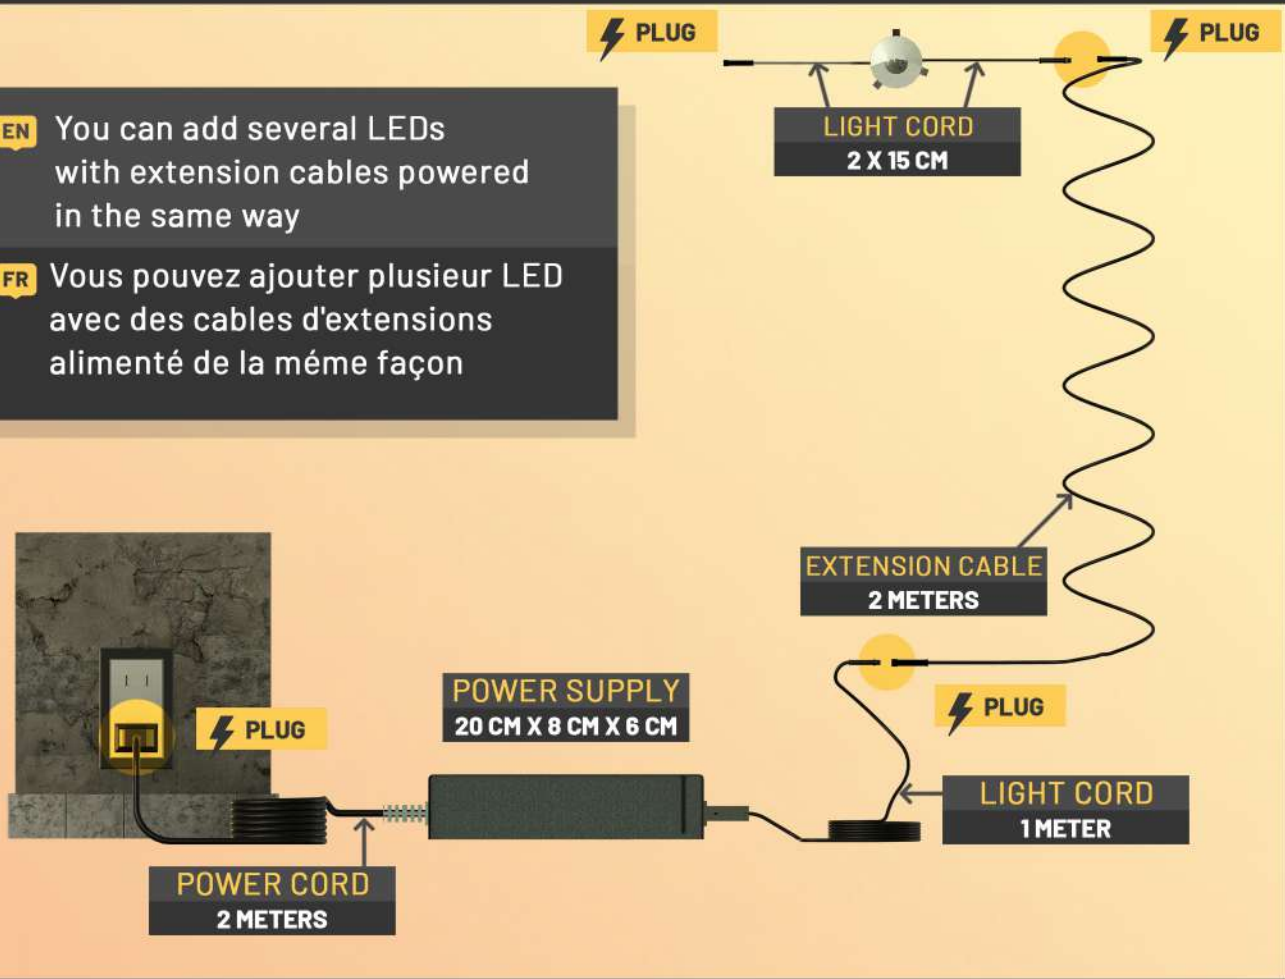 PLUG
PLUG
LIGHT CORD
2 X 15 CM
EN You can add several LEDs
with extension cables powered
in the same way
FR Vous pouvez ajouter plusieur LED
avec des cables d'extensions
alimenté de la méme façon
EXTENSION CABLE
2 METERS
POWER SUPPLY
20 CM X 8 CM X 6 CM
PLUG
PLUG
LIGHT CORD
1 METER
POWER CORD
2 METERS